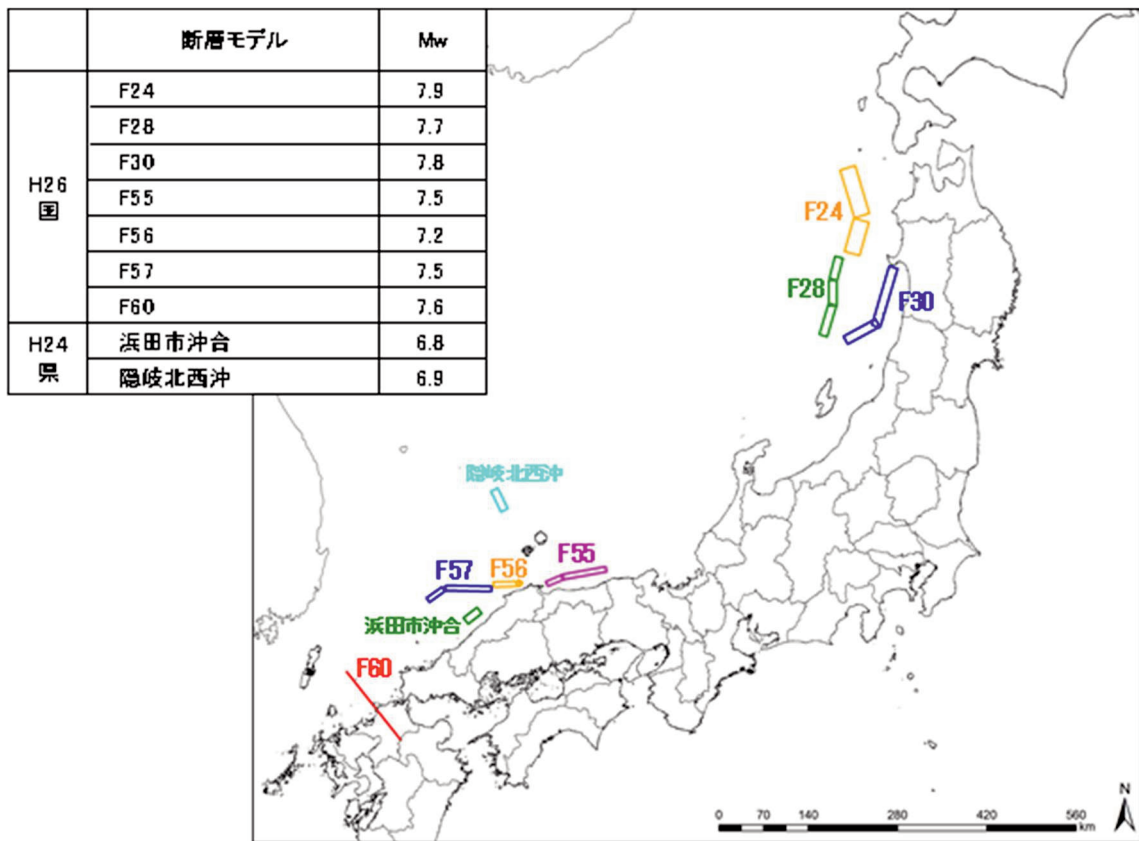 断層モデル Mw
H26
国
F24 7.9
F28 7.7
F30 7.8
F55 7.5
F56 7.2
F57 7.5
F60 7.6
H24
県
浜田市沖合 6.8
隠岐北西沖 6.9
F24
F28
F30
隠岐北西沖
F55
F57
F56
浜田市沖合
F60
N
0 70 140 280 420 560
km